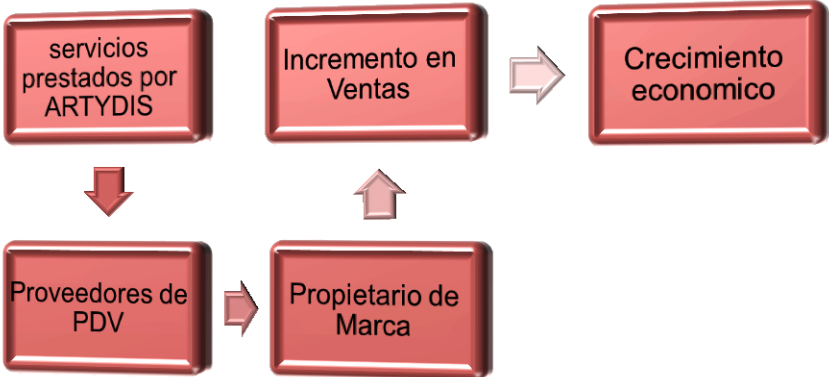 servicios
prestados por
ARTYDIS
Proveedores de
PDV
Propietario de
Marca
Incremento en
Ventas
Crecimiento
economico